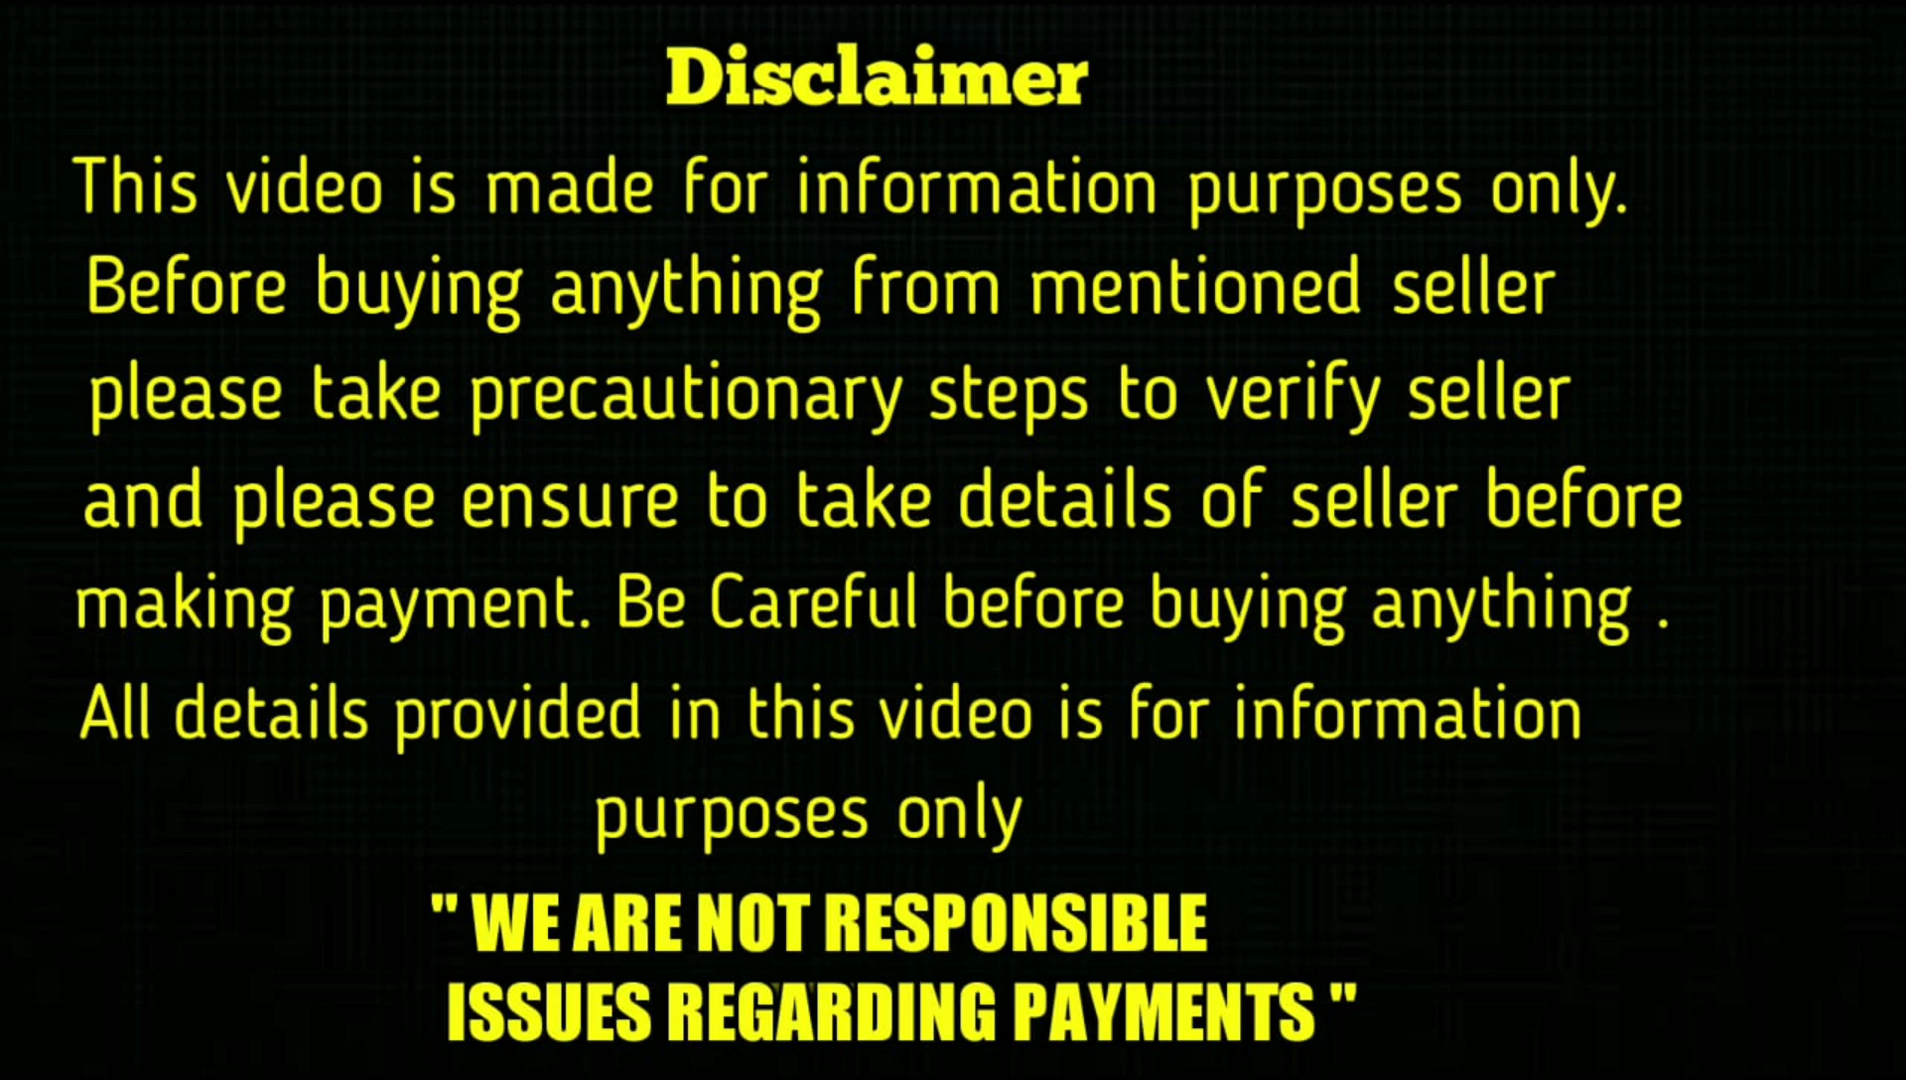 Disclaimer
This video is made for information purposes only.
Before buying anything from mentioned seller
please take precautionary steps to verify seller
and please ensure to take details of seller before
making payment. Be Careful before buying anything .
All details provided in this video is for information
purposes only
" WE ARE NOT RESPONSIBLE
ISSUES REGARDING PAYMENTS "